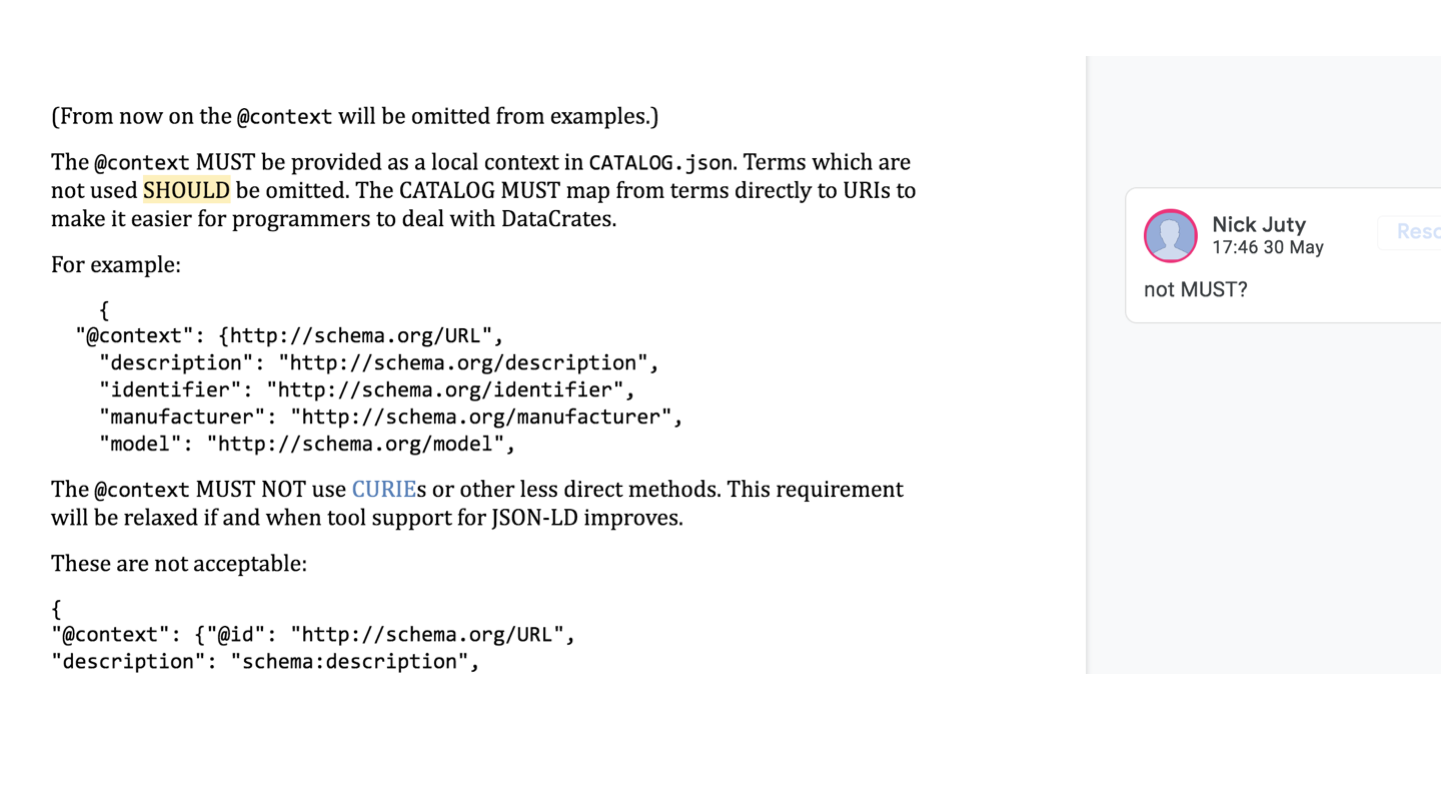 (From now on the @context will be omitted from examples.)
The @context MUST be provided as a local context in CATALOG.json. Terms which are
not used SHOULD be omitted. The CATALOG MUST map from terms directly to URIs to
make it easier for programmers to deal with DataCrates.
For example:
{
"@context": {http://schema.org/URL",
"description": "http://schema.org/description",
"identifier": "http://schema.org/identifier",
"manufacturer": "http://schema.org/manufacturer",
"model": "http://schema.org/model",
The @context MUST NOT use CURIEs or other less direct methods. This requirement
will be relaxed if and when tool support for JSON-LD improves.
These are not acceptable:
{
"@context": {"@id": "http://schema.org/URL",
"description": "schema:description",
Nick Juty
17:46 30 May
not MUST?